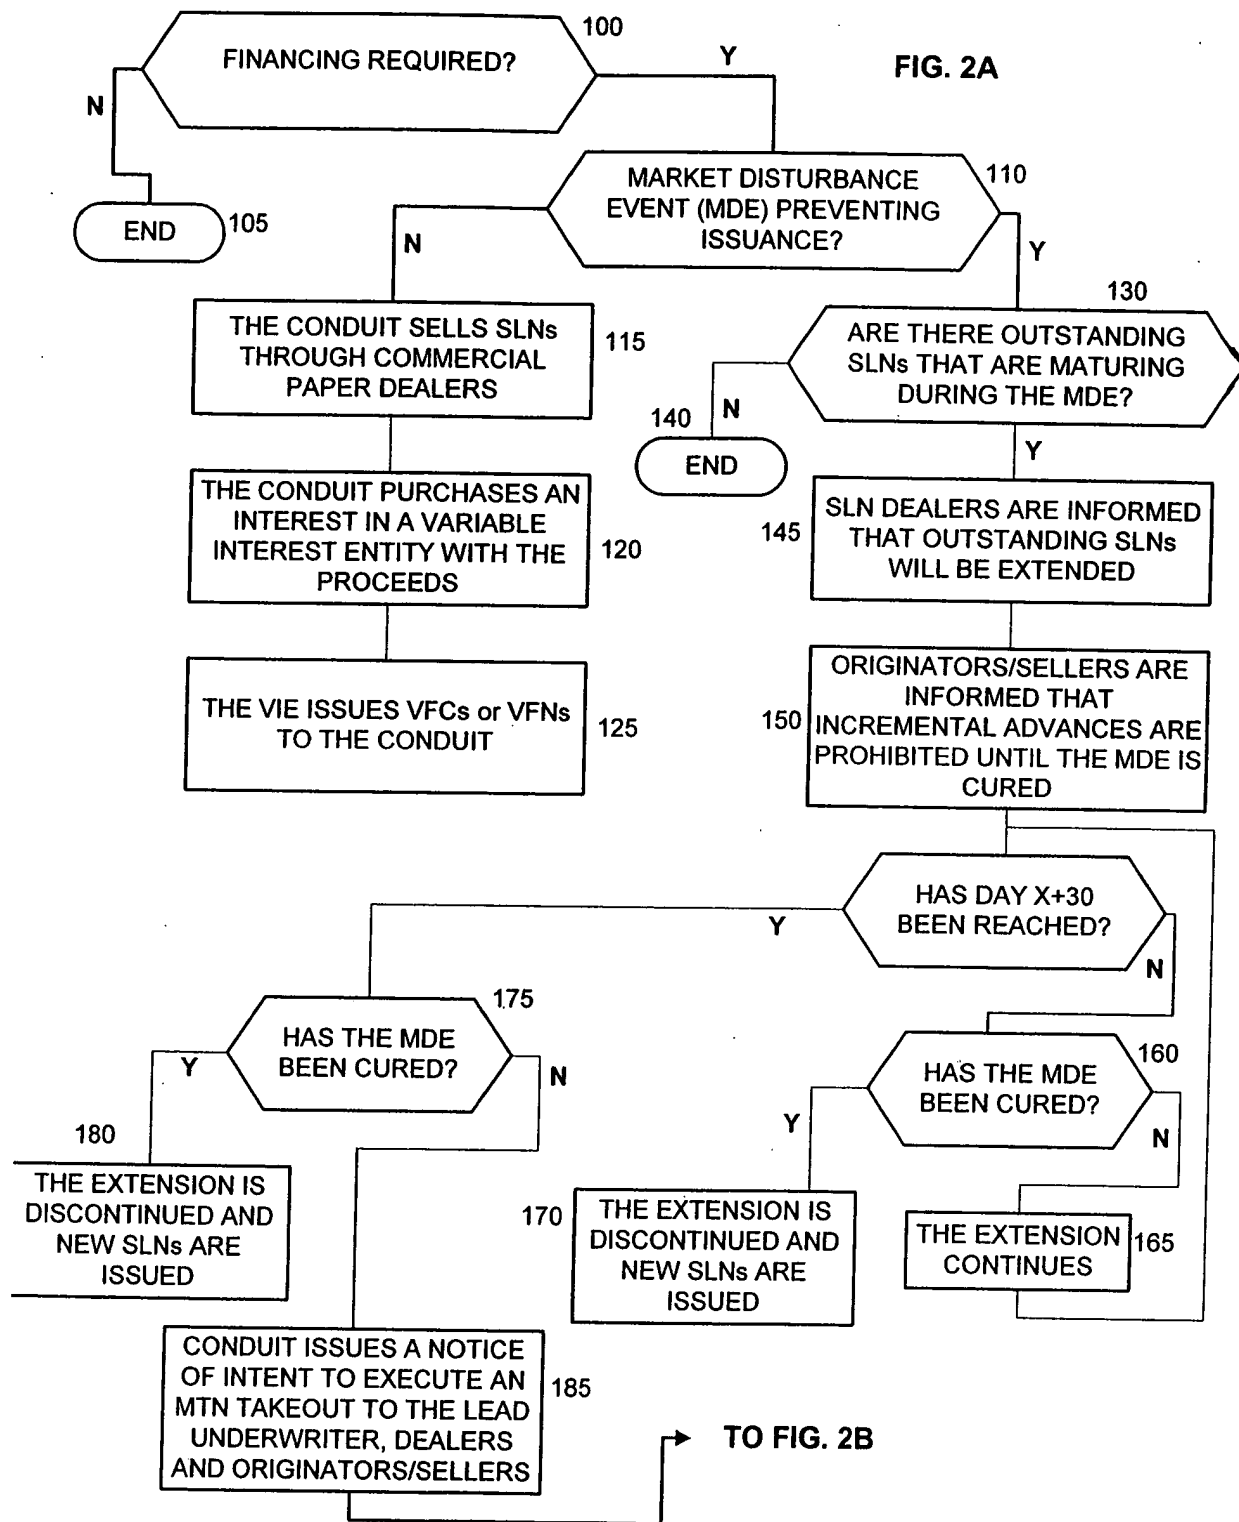 100
FINANCING REQUIRED?
Y
FIG. 2A
N
MARKET DISTURBANCE
EVENT (MDE) PREVENTING
ISSUANCE?
110
END
105
N
Y
130
THE CONDUIT SELLS SLNs
THROUGH COMMERCIAL
PAPER DEALERS
115
ARE THERE OUTSTANDING
SLNs THAT ARE MATURING
DURING THE MDE?
140
N
END
Y
THE CONDUIT PURCHASES AN
INTEREST IN A VARIABLE
INTEREST ENTITY WITH THE
PROCEEDS
120
145
SLN DEALERS ARE INFORMED
THAT OUTSTANDING SLNs
WILL BE EXTENDED
THE VIE ISSUES VFCs or VFNs
TO THE CONDUIT
125
150
ORIGINATORS/SELLERS ARE
INFORMED THAT
INCREMENTAL ADVANCES ARE
PROHIBITED UNTIL THE MDE IS
CURED
HAS DAY X+30
BEEN REACHED?
Y
N
175
HAS THE MDE
BEEN CURED?
Y
N
160
HAS THE MDE
BEEN CURED?
Y
N
180
THE EXTENSION IS
DISCONTINUED AND
NEW SLNs ARE
ISSUED
170
THE EXTENSION IS
DISCONTINUED AND
NEW SLNs ARE
ISSUED
THE EXTENSION
CONTINUES
165
CONDUIT ISSUES A NOTICE
OF INTENT TO EXECUTE AN
MTN TAKEOUT TO THE LEAD
UNDERWRITER, DEALERS
AND ORIGINATORS/SELLERS
185
TO FIG. 2B